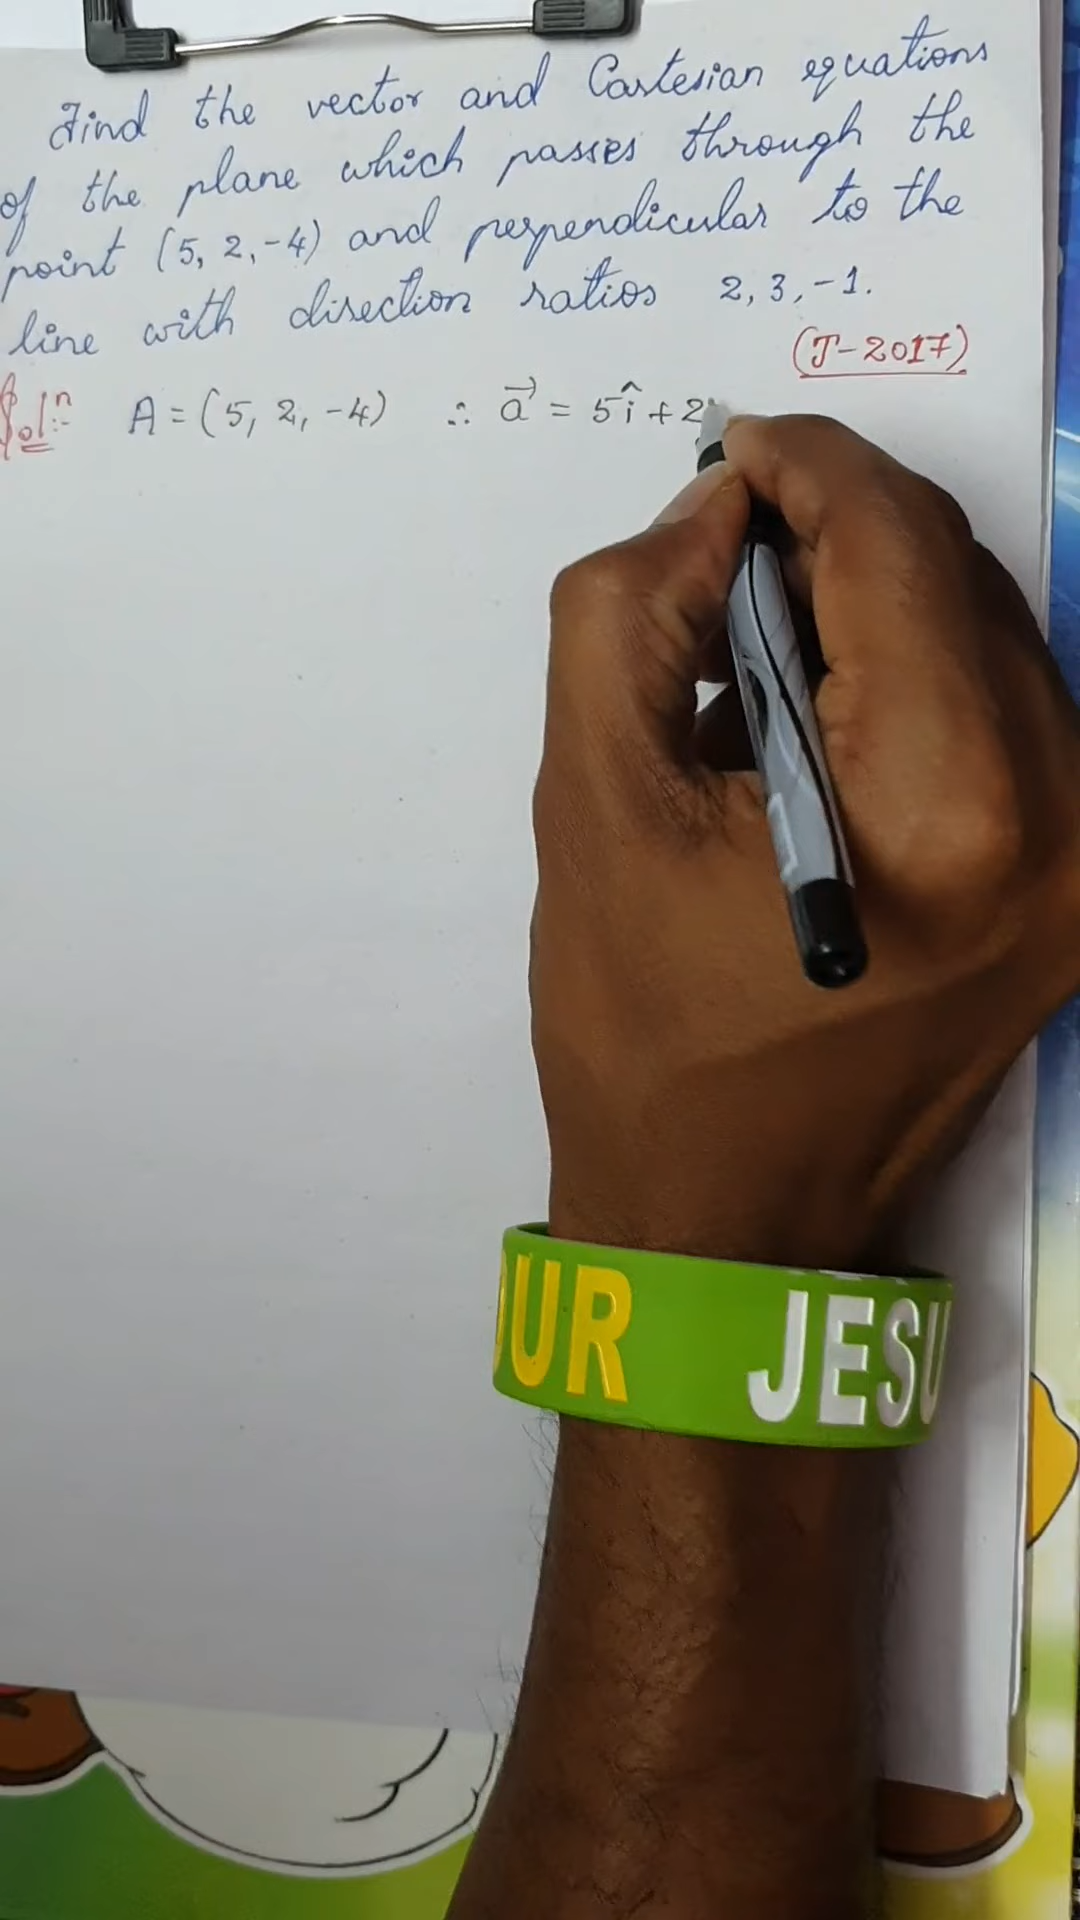 Find the vector and Cartesian equations
of the plane which passes through the
point (5, 2, -4) and perpendicular to the
line with direction ratios 2, 3, -1.
(J-2017)
Solⁿ:- A = (5, 2, -4) ∴ a⃗ = 5î + 2
OUR JESU